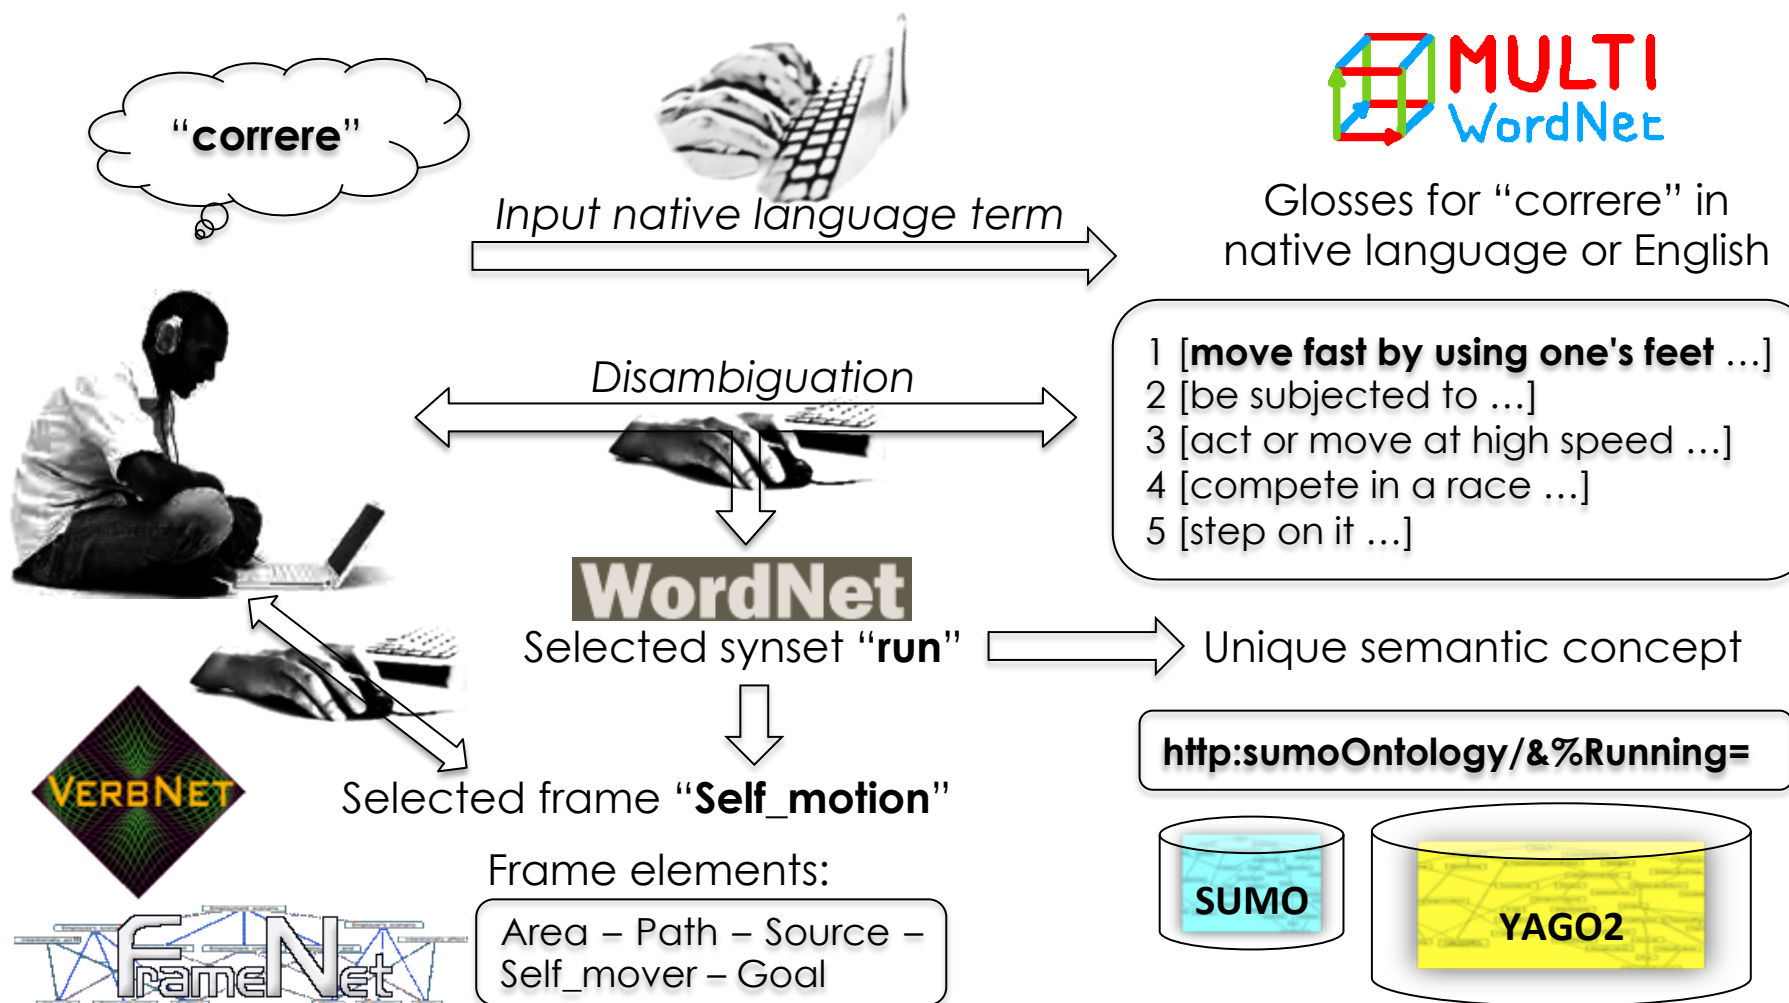 “correre”
Input native language term
MULTI
WordNet
Glosses for “correre” in
native language or English
Disambiguation
1 [move fast by using one's feet …]
2 [be subjected to …]
3 [act or move at high speed …]
4 [compete in a race …]
5 [step on it …]
WordNet
Selected synset “run”
Unique semantic concept
http:sumoOntology/&%Running=
VERBNET
Selected frame “Self_motion”
Frame elements:
Area – Path – Source –
Self_mover – Goal
FrameNet
SUMO
YAGO2